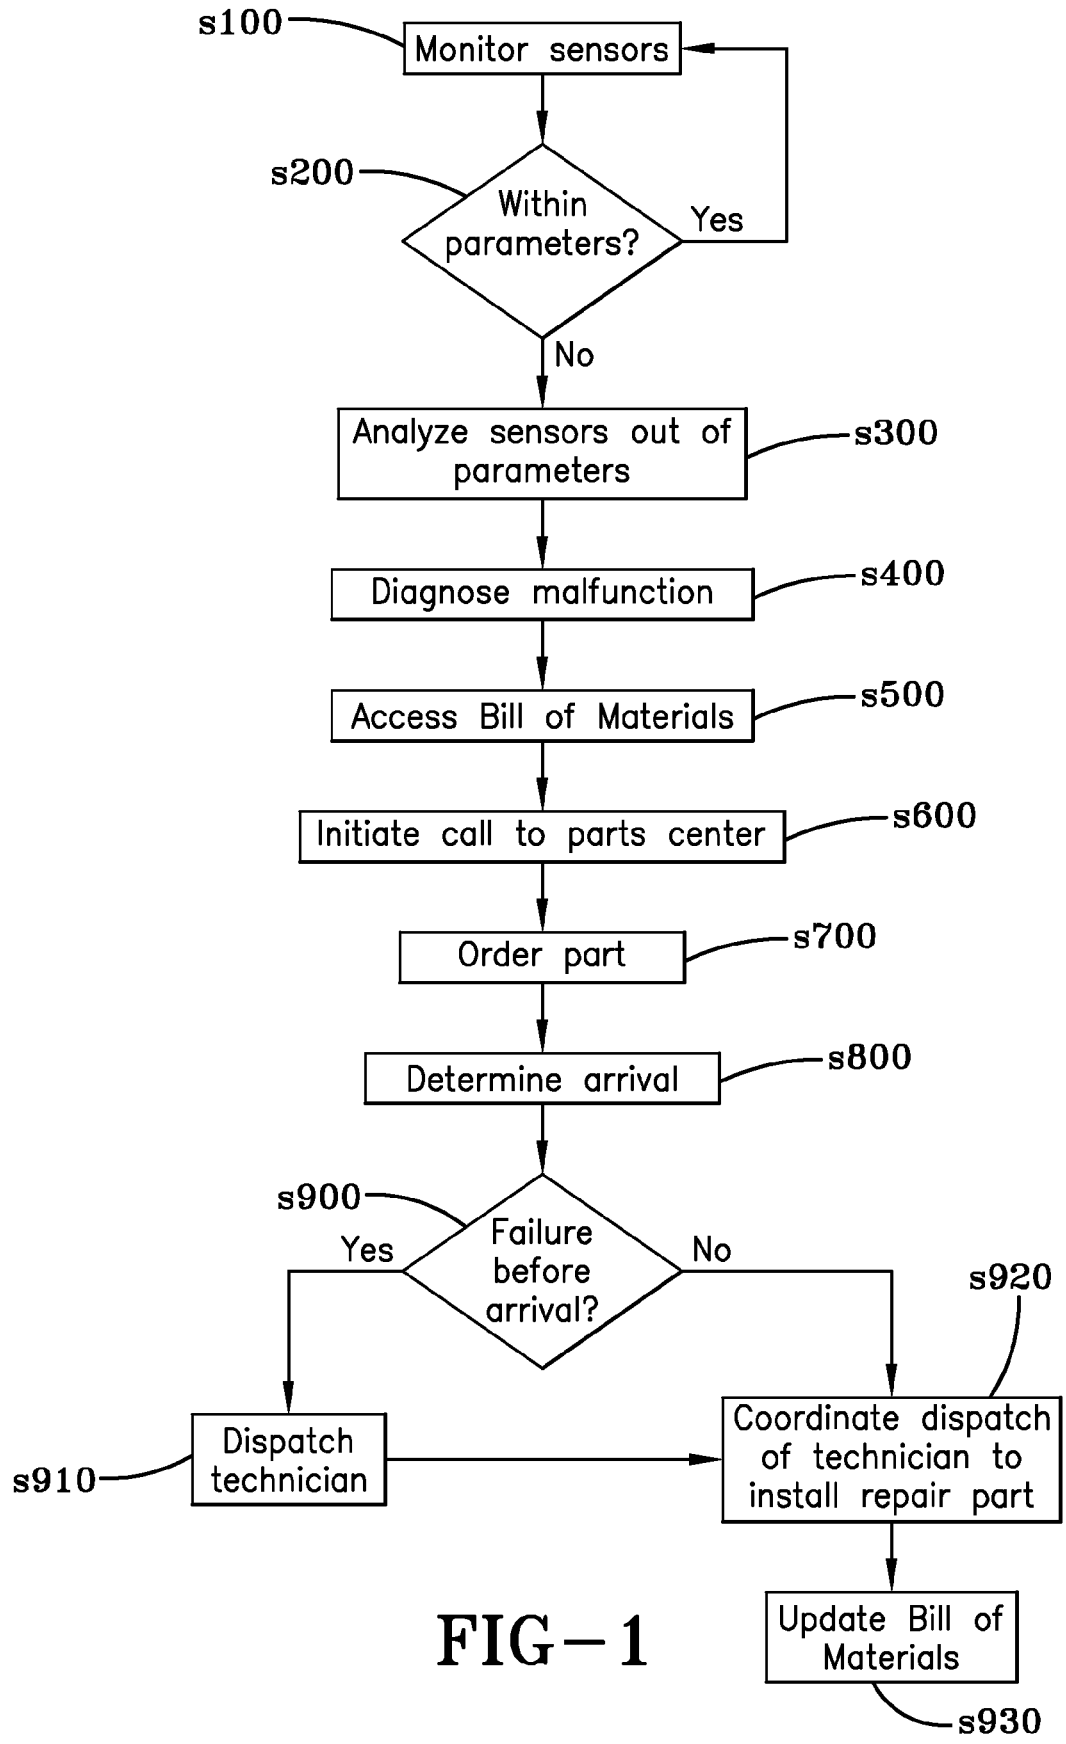 s100
Monitor sensors
s200
Within
parameters?
Yes
No
Analyze sensors out of
parameters
s300
Diagnose malfunction
s400
Access Bill of Materials
s500
Initiate call to parts center
s600
Order part
s700
Determine arrival
s800
s900
Failure
before
arrival?
Yes
No
s920
Dispatch
technician
s910
Coordinate dispatch
of technician to
install repair part
Update Bill of
Materials
s930
FIG-1